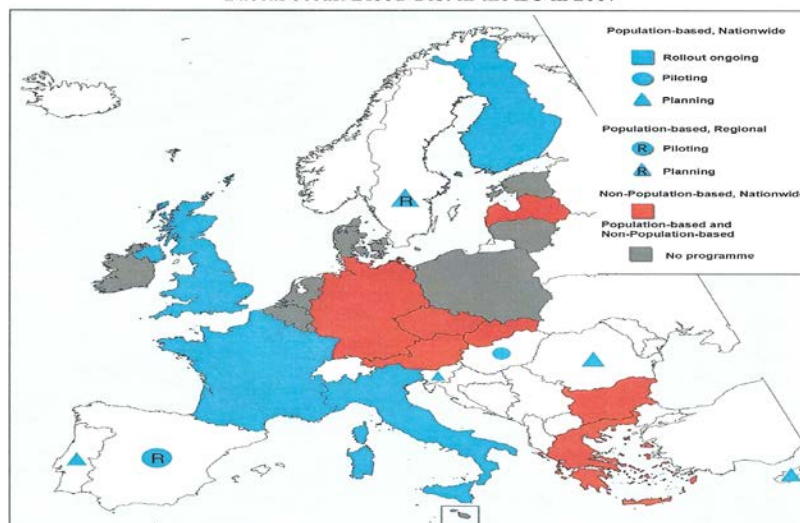 Population-based, Nationwide
Rollout ongoing
Piloting
Planning
Population-based, Regional
R Piloting
R Planning
Non-Population-based, Nationwide
Population-based and
Non-Population-based
No programme
R
R